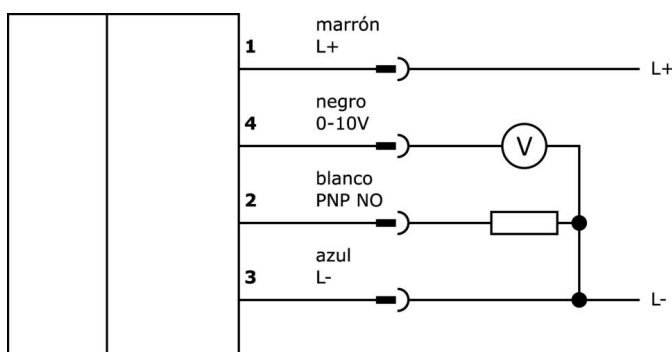 marrón
1 L+ L+
negro
4 0-10V V
blanco
2 PNP NO
azul
3 L- L-